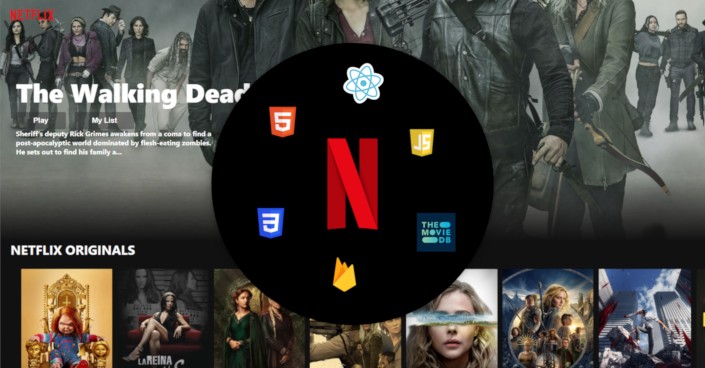 NETFLIX
The Walking Dead
Play
My List
Sheriff's deputy Rick Grimes awakens from a coma to find a
post-apocalyptic world dominated by flesh-eating zombies.
He sets out to find his family a...
5
JS
3
N
THE
MOVIE
DB
NETFLIX ORIGINALS
LA REINA